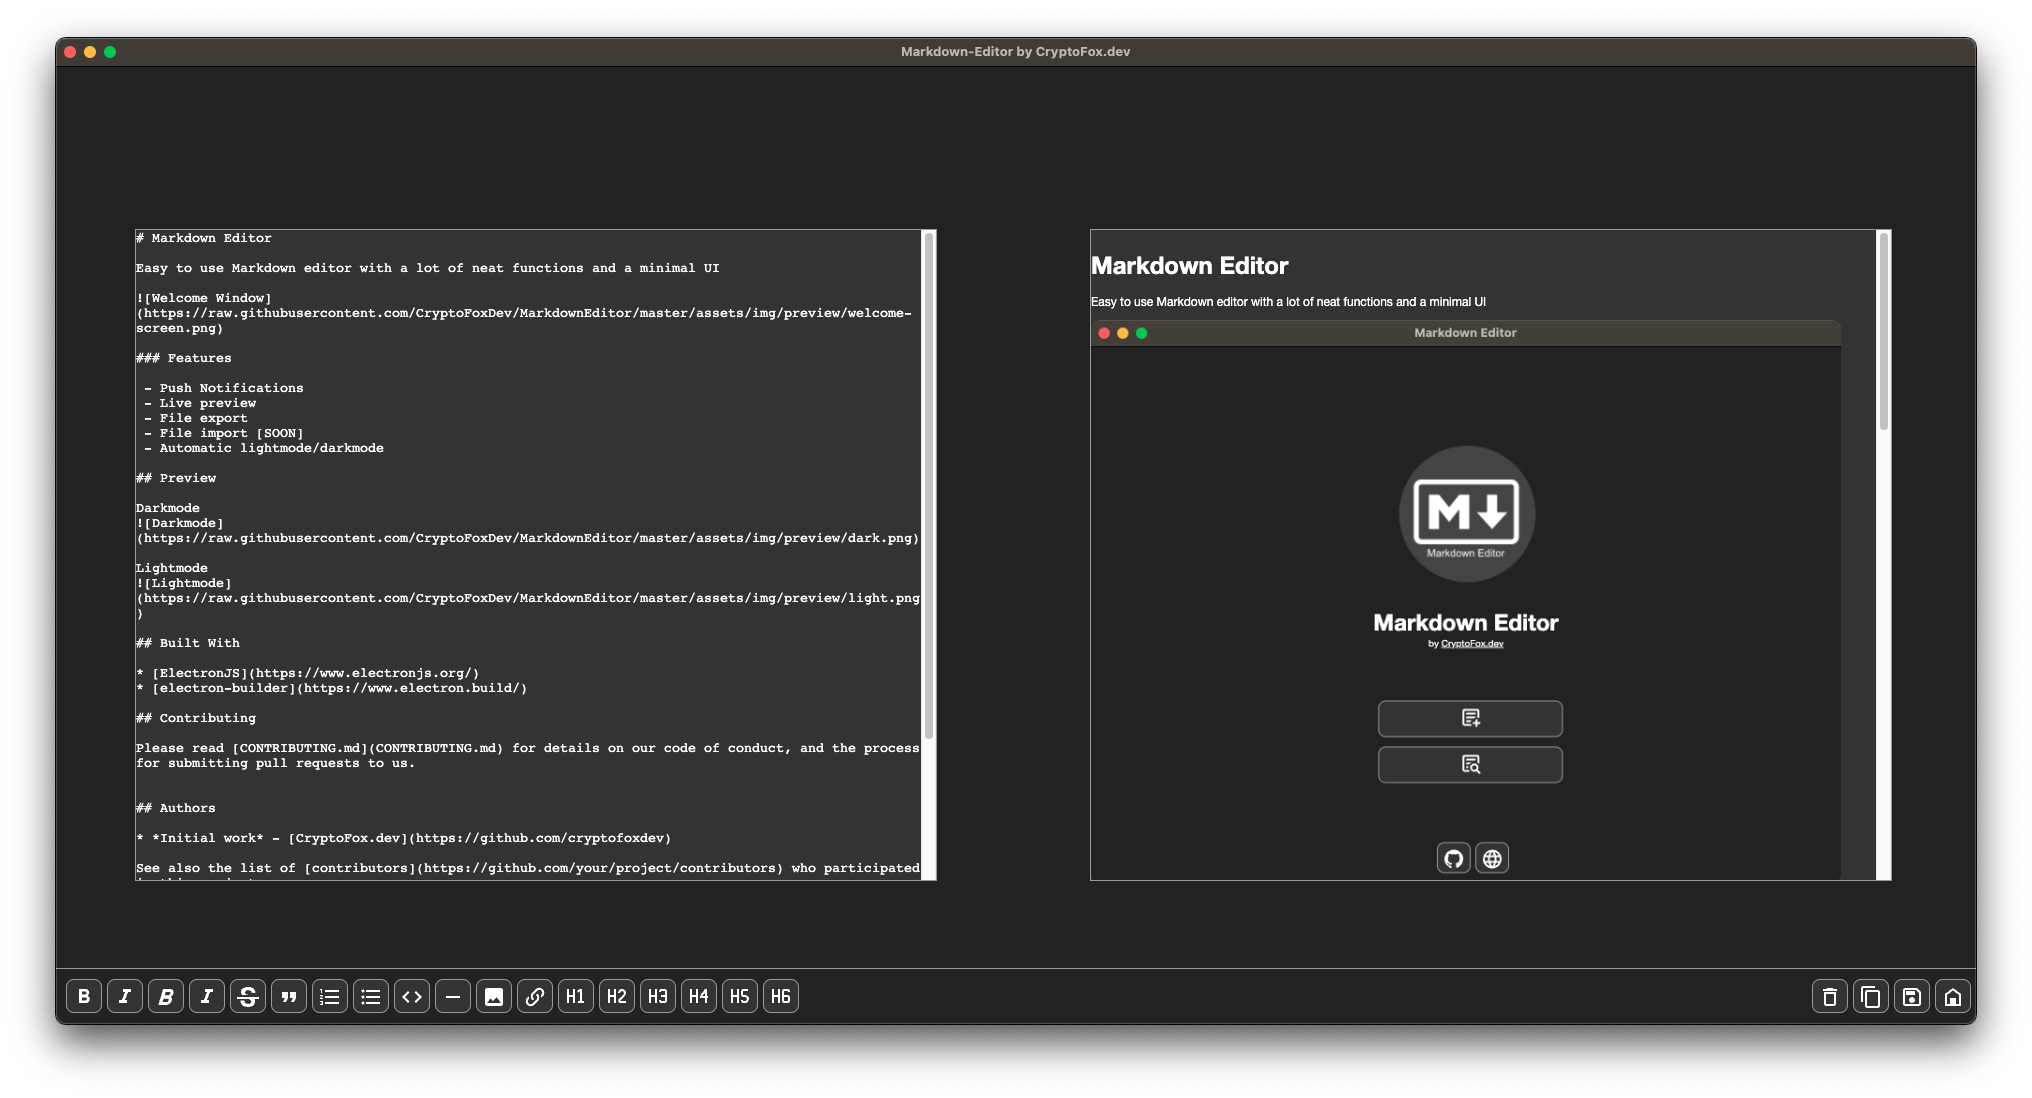 Markdown-Editor by CryptoFox.dev
# Markdown Editor
Easy to use Markdown editor with a lot of neat functions and a minimal UI
![Welcome Window]
(https://raw.githubusercontent.com/CryptoFoxDev/MarkdownEditor/master/assets/img/preview/welcome-
screen.png)
### Features
- Push Notifications
- Live preview
- File export
- File import [SOON]
- Automatic lightmode/darkmode
## Preview
Darkmode
![Darkmode]
(https://raw.githubusercontent.com/CryptoFoxDev/MarkdownEditor/master/assets/img/preview/dark.png)
Lightmode
![Lightmode]
(https://raw.githubusercontent.com/CryptoFoxDev/MarkdownEditor/master/assets/img/preview/light.png
)
## Built With
* [ElectronJS](https://www.electronjs.org/)
* [electron-builder](https://www.electron.build/)
## Contributing
Please read [CONTRIBUTING.md](CONTRIBUTING.md) for details on our code of conduct, and the process
for submitting pull requests to us.
## Authors
* *Initial work* - [CryptoFox.dev](https://github.com/cryptofoxdev)
See also the list of [contributors](https://github.com/your/project/contributors) who participated
Markdown Editor
Easy to use Markdown editor with a lot of neat functions and a minimal UI
Markdown Editor
M
Markdown Editor
Markdown Editor
by CryptoFox.dev
B I B I S H1 H2 H3 H4 H5 H6